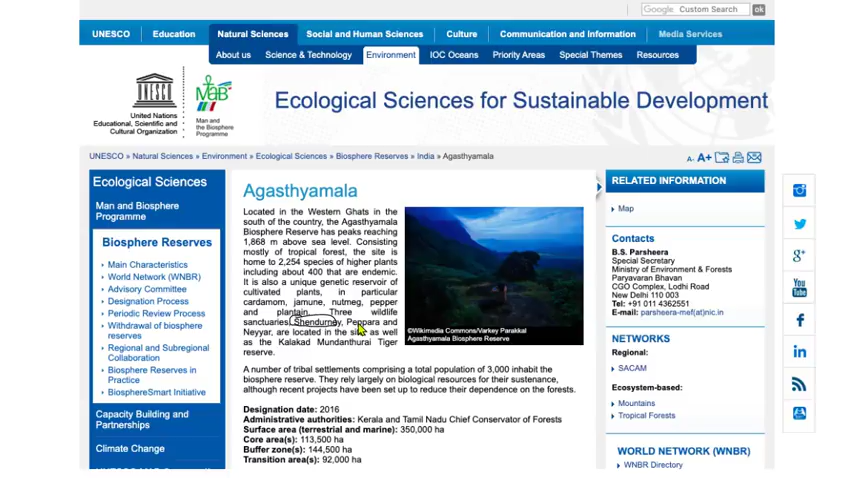 Google Custom Search ok
UNESCO Education Natural Sciences Social and Human Sciences Culture Communication and Information Media Services
About us Science & Technology Environment IOC Oceans Priority Areas Special Themes Resources
United Nations
Educational, Scientific and
Cultural Organization
MAB
Man and
the Biosphere
Programme
Ecological Sciences for Sustainable Development
UNESCO » Natural Sciences » Environment » Ecological Sciences » Biosphere Reserves » India » Agasthyamala
A- A+
Ecological Sciences
Man and Biosphere
Programme
Biosphere Reserves
Main Characteristics
World Network (WNBR)
Advisory Committee
Designation Process
Periodic Review Process
Withdrawal of biosphere
reserves
Regional and Subregional
Collaboration
Biosphere Reserves in
Practice
BiosphereSmart Initiative
Capacity Building and
Partnerships
Climate Change
Agasthyamala
Located in the Western Ghats in the
south of the country, the Agasthyamala
Biosphere Reserve has peaks reaching
1,868 m above sea level. Consisting
mostly of tropical forest, the site is
home to 2,254 species of higher plants
including about 400 that are endemic.
It is also a unique genetic reservoir of
cultivated plants, in particular
cardamom, jamune, nutmeg, pepper
and plantain. Three wildlife
sanctuaries, Shendurney, Peppara and
Neyyar, are located in the site as well
as the Kalakad Mundanthurai Tiger
reserve.
©Wikimedia Commons/Varkey Parakkal
Agasthyamala Biosphere Reserve
A number of tribal settlements comprising a total population of 3,000 inhabit the
biosphere reserve. They rely largely on biological resources for their sustenance,
although recent projects have been set up to reduce their dependence on the forests.
Designation date: 2016
Administrative authorities: Kerala and Tamil Nadu Chief Conservator of Forests
Surface area (terrestrial and marine): 350,000 ha
Core area(s): 113,500 ha
Buffer zone(s): 144,500 ha
Transition area(s): 92,000 ha
RELATED INFORMATION
Map
Contacts
B.S. Parsheera
Special Secretary
Ministry of Environment & Forests
Paryavaran Bhavan
CGO Complex, Lodhi Road
New Delhi 110 003
Tel: +91 011 4362551
E-mail: parsheera-mef(at)nic.in
NETWORKS
Regional:
SACAM
Ecosystem-based:
Mountains
Tropical Forests
WORLD NETWORK (WNBR)
WNBR Directory
You
Tube